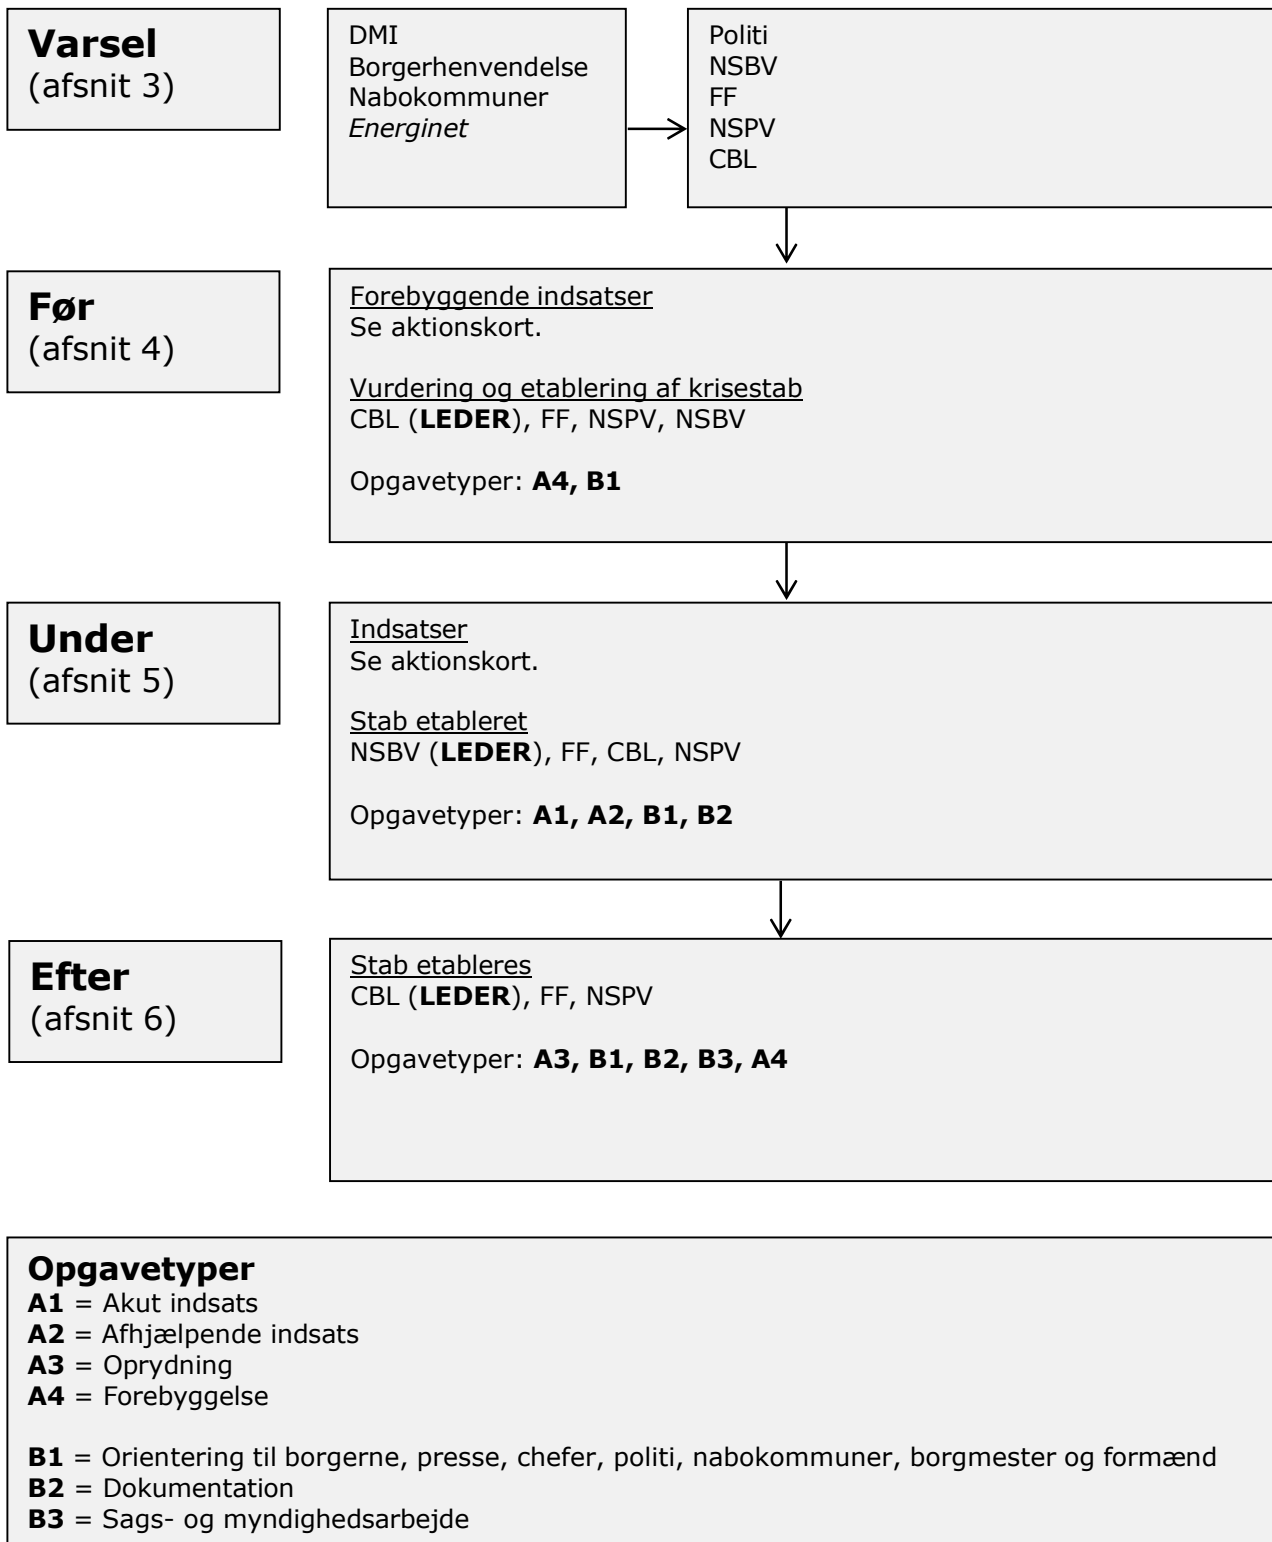 Varsel
(afsnit 3)
DMI
Borgerhenvendelse
Nabokommuner
Energinet
Politi
NSBV
FF
NSPV
CBL
Før
(afsnit 4)
Forebyggende indsatser
Se aktionskort.
Vurdering og etablering af krisestab
CBL (LEDER), FF, NSPV, NSBV
Opgavetyper: A4, B1
Under
(afsnit 5)
Indsatser
Se aktionskort.
Stab etableret
NSBV (LEDER), FF, CBL, NSPV
Opgavetyper: A1, A2, B1, B2
Efter
(afsnit 6)
Stab etableres
CBL (LEDER), FF, NSPV
Opgavetyper: A3, B1, B2, B3, A4
Opgavetyper
A1 = Akut indsats
A2 = Afhjælpende indsats
A3 = Oprydning
A4 = Forebyggelse
B1 = Orientering til borgerne, presse, chefer, politi, nabokommuner, borgmester og formænd
B2 = Dokumentation
B3 = Sags- og myndighedsarbejde